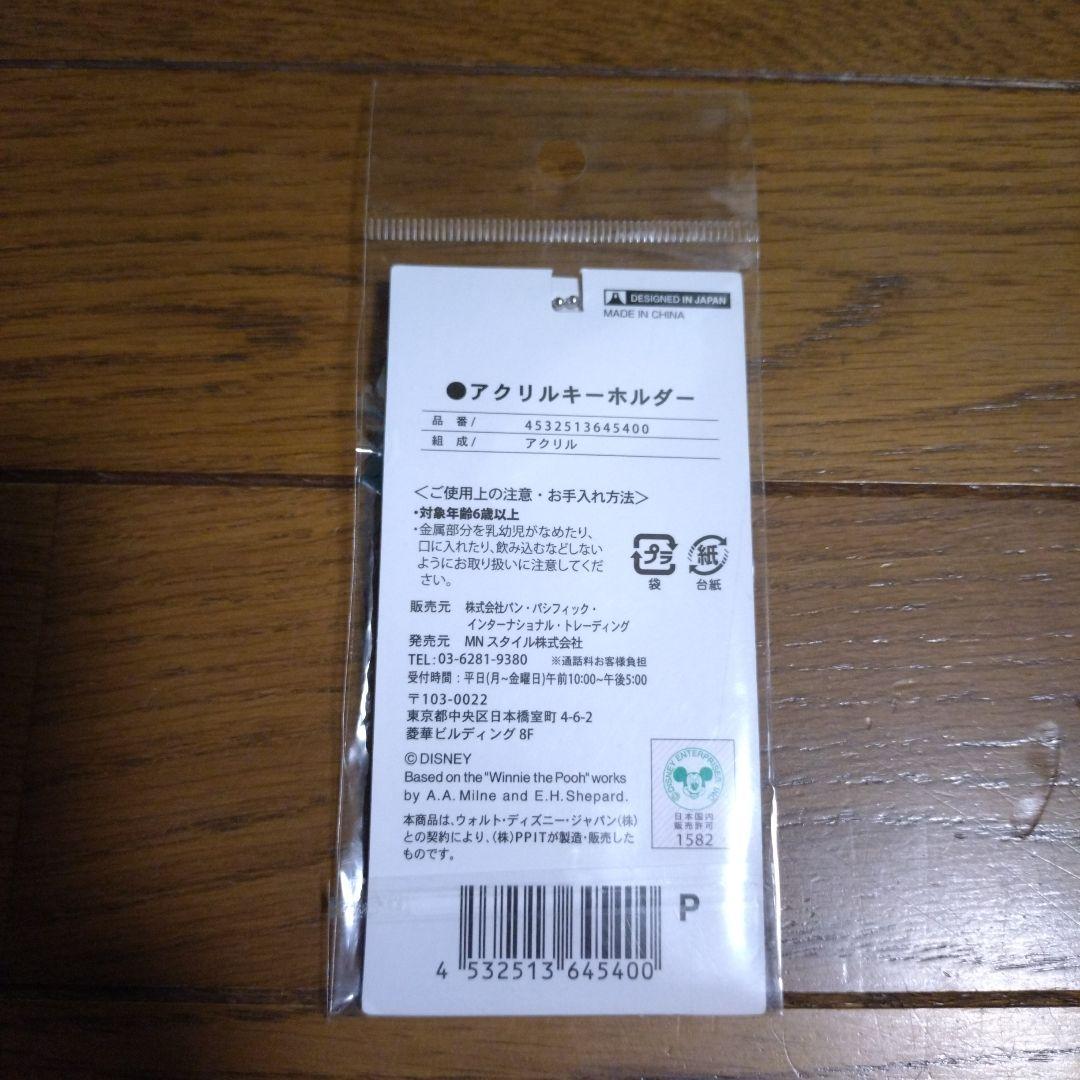 DESIGNED IN JAPAN
MADE IN CHINA
●アクリルキーホルダー
品 番 / 4532513645400
組 成 / アクリル
＜ご使用上の注意・お手入れ方法＞
・対象年齢6歳以上
・金属部分を乳幼児がなめたり、
口に入れたり、飲み込むなどしない
ようにお取り扱いに注意してくだ
さい。
プラ
袋
紙
台紙
販売元 株式会社パン・パシフィック・
インターナショナル・トレーディング
発売元 MN スタイル株式会社
TEL：03-6281-9380 ※通話料お客様負担
受付時間：平日(月~金曜日)午前10:00~午後5:00
〒103-0022
東京都中央区日本橋室町 4-6-2
菱華ビルディング 8F
©DISNEY
Based on the "Winnie the Pooh" works
by A.A. Milne and E.H. Shepard.
本商品は、ウォルト・ディズニー・ジャパン(株)
との契約により、(株)PPITが製造・販売した
ものです。
©DISNEY ENTERPRISES INC.
日本国内
販売許可
1582
P
4 532513 645400